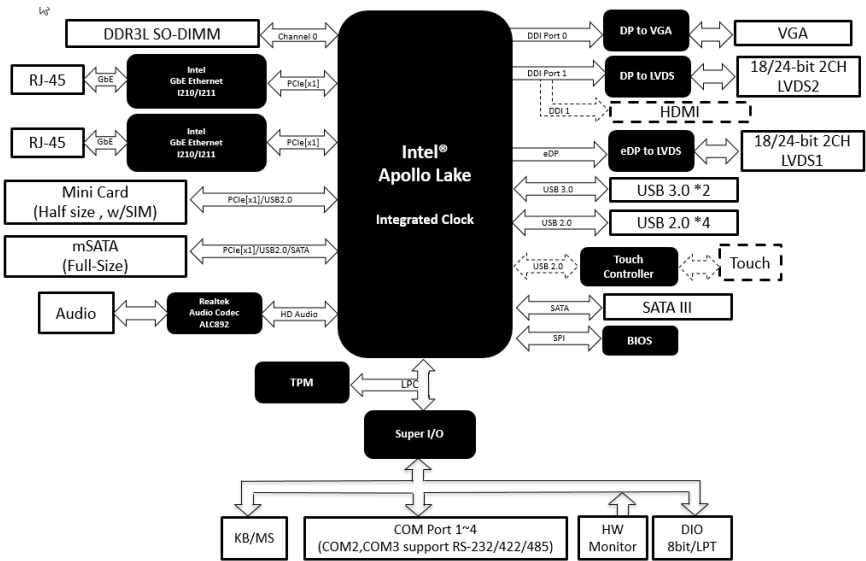 DDR3L SO-DIMM
Channel 0
RJ-45
GbE
Intel
GbE Ethernet
I210/I211
PCIe[x1]
RJ-45
GbE
Intel
GbE Ethernet
I210/I211
PCIe[x1]
Mini Card
(Half size , w/SIM)
PCIe[x1]/USB2.0
mSATA
(Full-Size)
PCIe[x1]/USB2.0/SATA
Audio
Realtek
Audio Codec
ALC892
HD Audio
Intel®
Apollo Lake
Integrated Clock
DDI Port 0
DP to VGA
VGA
DDI Port 1
DP to LVDS
18/24-bit 2CH
LVDS2
DDI 1
HDMI
eDP
eDP to LVDS
18/24-bit 2CH
LVDS1
USB 3.0
USB 3.0 *2
USB 2.0
USB 2.0 *4
USB 2.0
Touch
Controller
Touch
SATA
SATA III
SPI
BIOS
TPM
LPC
Super I/O
KB/MS
COM Port 1~4
(COM2,COM3 support RS-232/422/485)
HW
Monitor
DIO
8bit/LPT